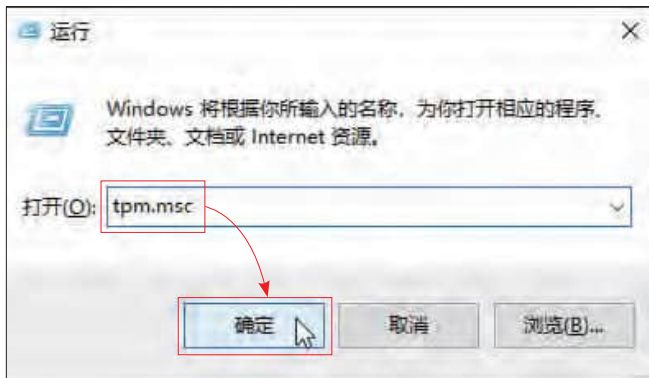 运行
Windows 将根据你所输入的名称，为你打开相应的程序、
文件夹、文档或 Internet 资源。
打开(O): tpm.msc
确定 取消 浏览(B)...